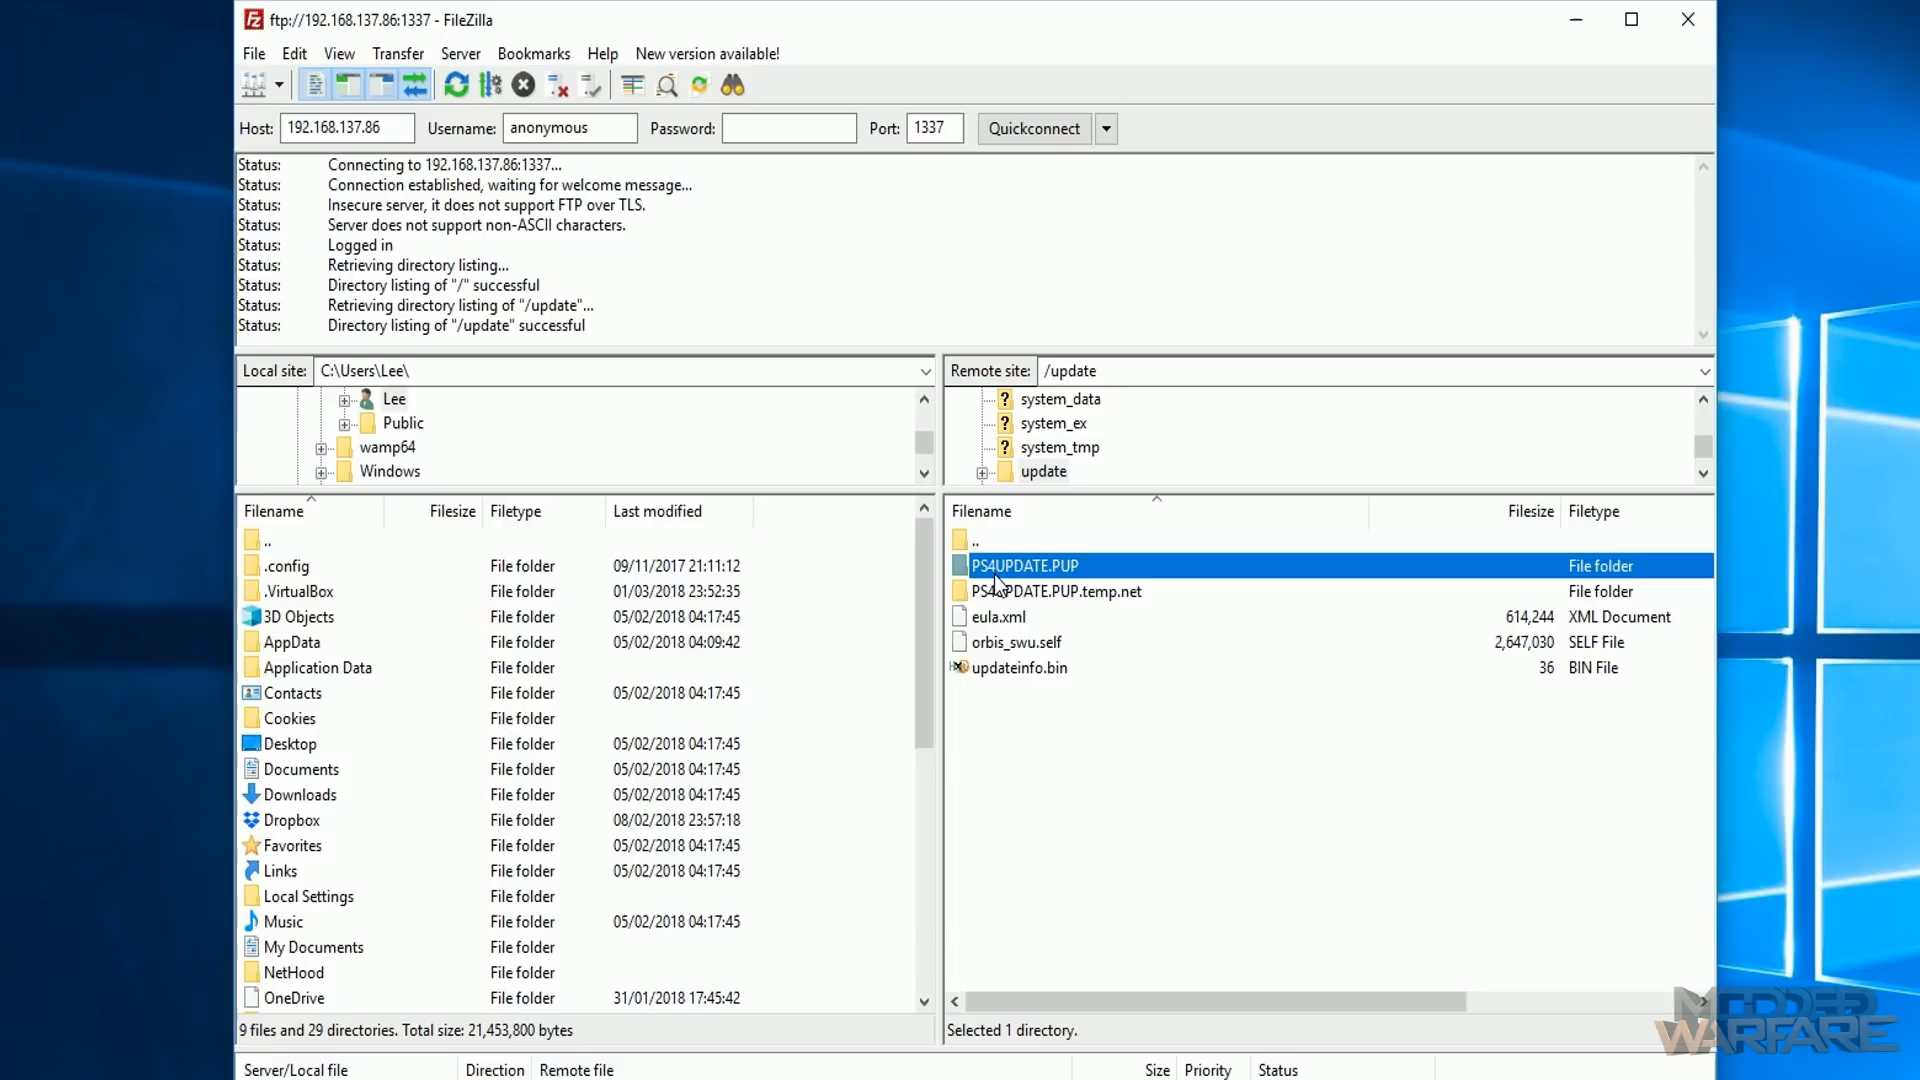 ftp://192.168.137.86:1337 - FileZilla
File Edit View Transfer Server Bookmarks Help New version available!
Host: 192.168.137.86 Username: anonymous Password: Port: 1337 Quickconnect
Status: Connecting to 192.168.137.86:1337...
Status: Connection established, waiting for welcome message...
Status: Insecure server, it does not support FTP over TLS.
Status: Server does not support non-ASCII characters.
Status: Logged in
Status: Retrieving directory listing...
Status: Directory listing of "/" successful
Status: Retrieving directory listing of "/update"...
Status: Directory listing of "/update" successful
Local site: C:\Users\Lee\
Lee
Public
wamp64
Windows
Filename Filesize Filetype Last modified
..
.config File folder 09/11/2017 21:11:12
.VirtualBox File folder 01/03/2018 23:52:35
3D Objects File folder 05/02/2018 04:17:45
AppData File folder 05/02/2018 04:09:42
Application Data File folder
Contacts File folder 05/02/2018 04:17:45
Cookies File folder
Desktop File folder 05/02/2018 04:17:45
Documents File folder 05/02/2018 04:17:45
Downloads File folder 05/02/2018 04:17:45
Dropbox File folder 08/02/2018 23:57:18
Favorites File folder 05/02/2018 04:17:45
Links File folder 05/02/2018 04:17:45
Local Settings File folder
Music File folder 05/02/2018 04:17:45
My Documents File folder
NetHood File folder
OneDrive File folder 31/01/2018 17:45:42
9 files and 29 directories. Total size: 21,453,800 bytes
Remote site: /update
system_data
system_ex
system_tmp
update
Filename Filesize Filetype
..
PS4UPDATE.PUP File folder
PS4UPDATE.PUP.temp.net File folder
eula.xml 614,244 XML Document
orbis_swu.self 2,647,030 SELF File
updateinfo.bin 36 BIN File
Selected 1 directory.
Server/Local file Direction Remote file Size Priority Status
MODDED
WARFARE